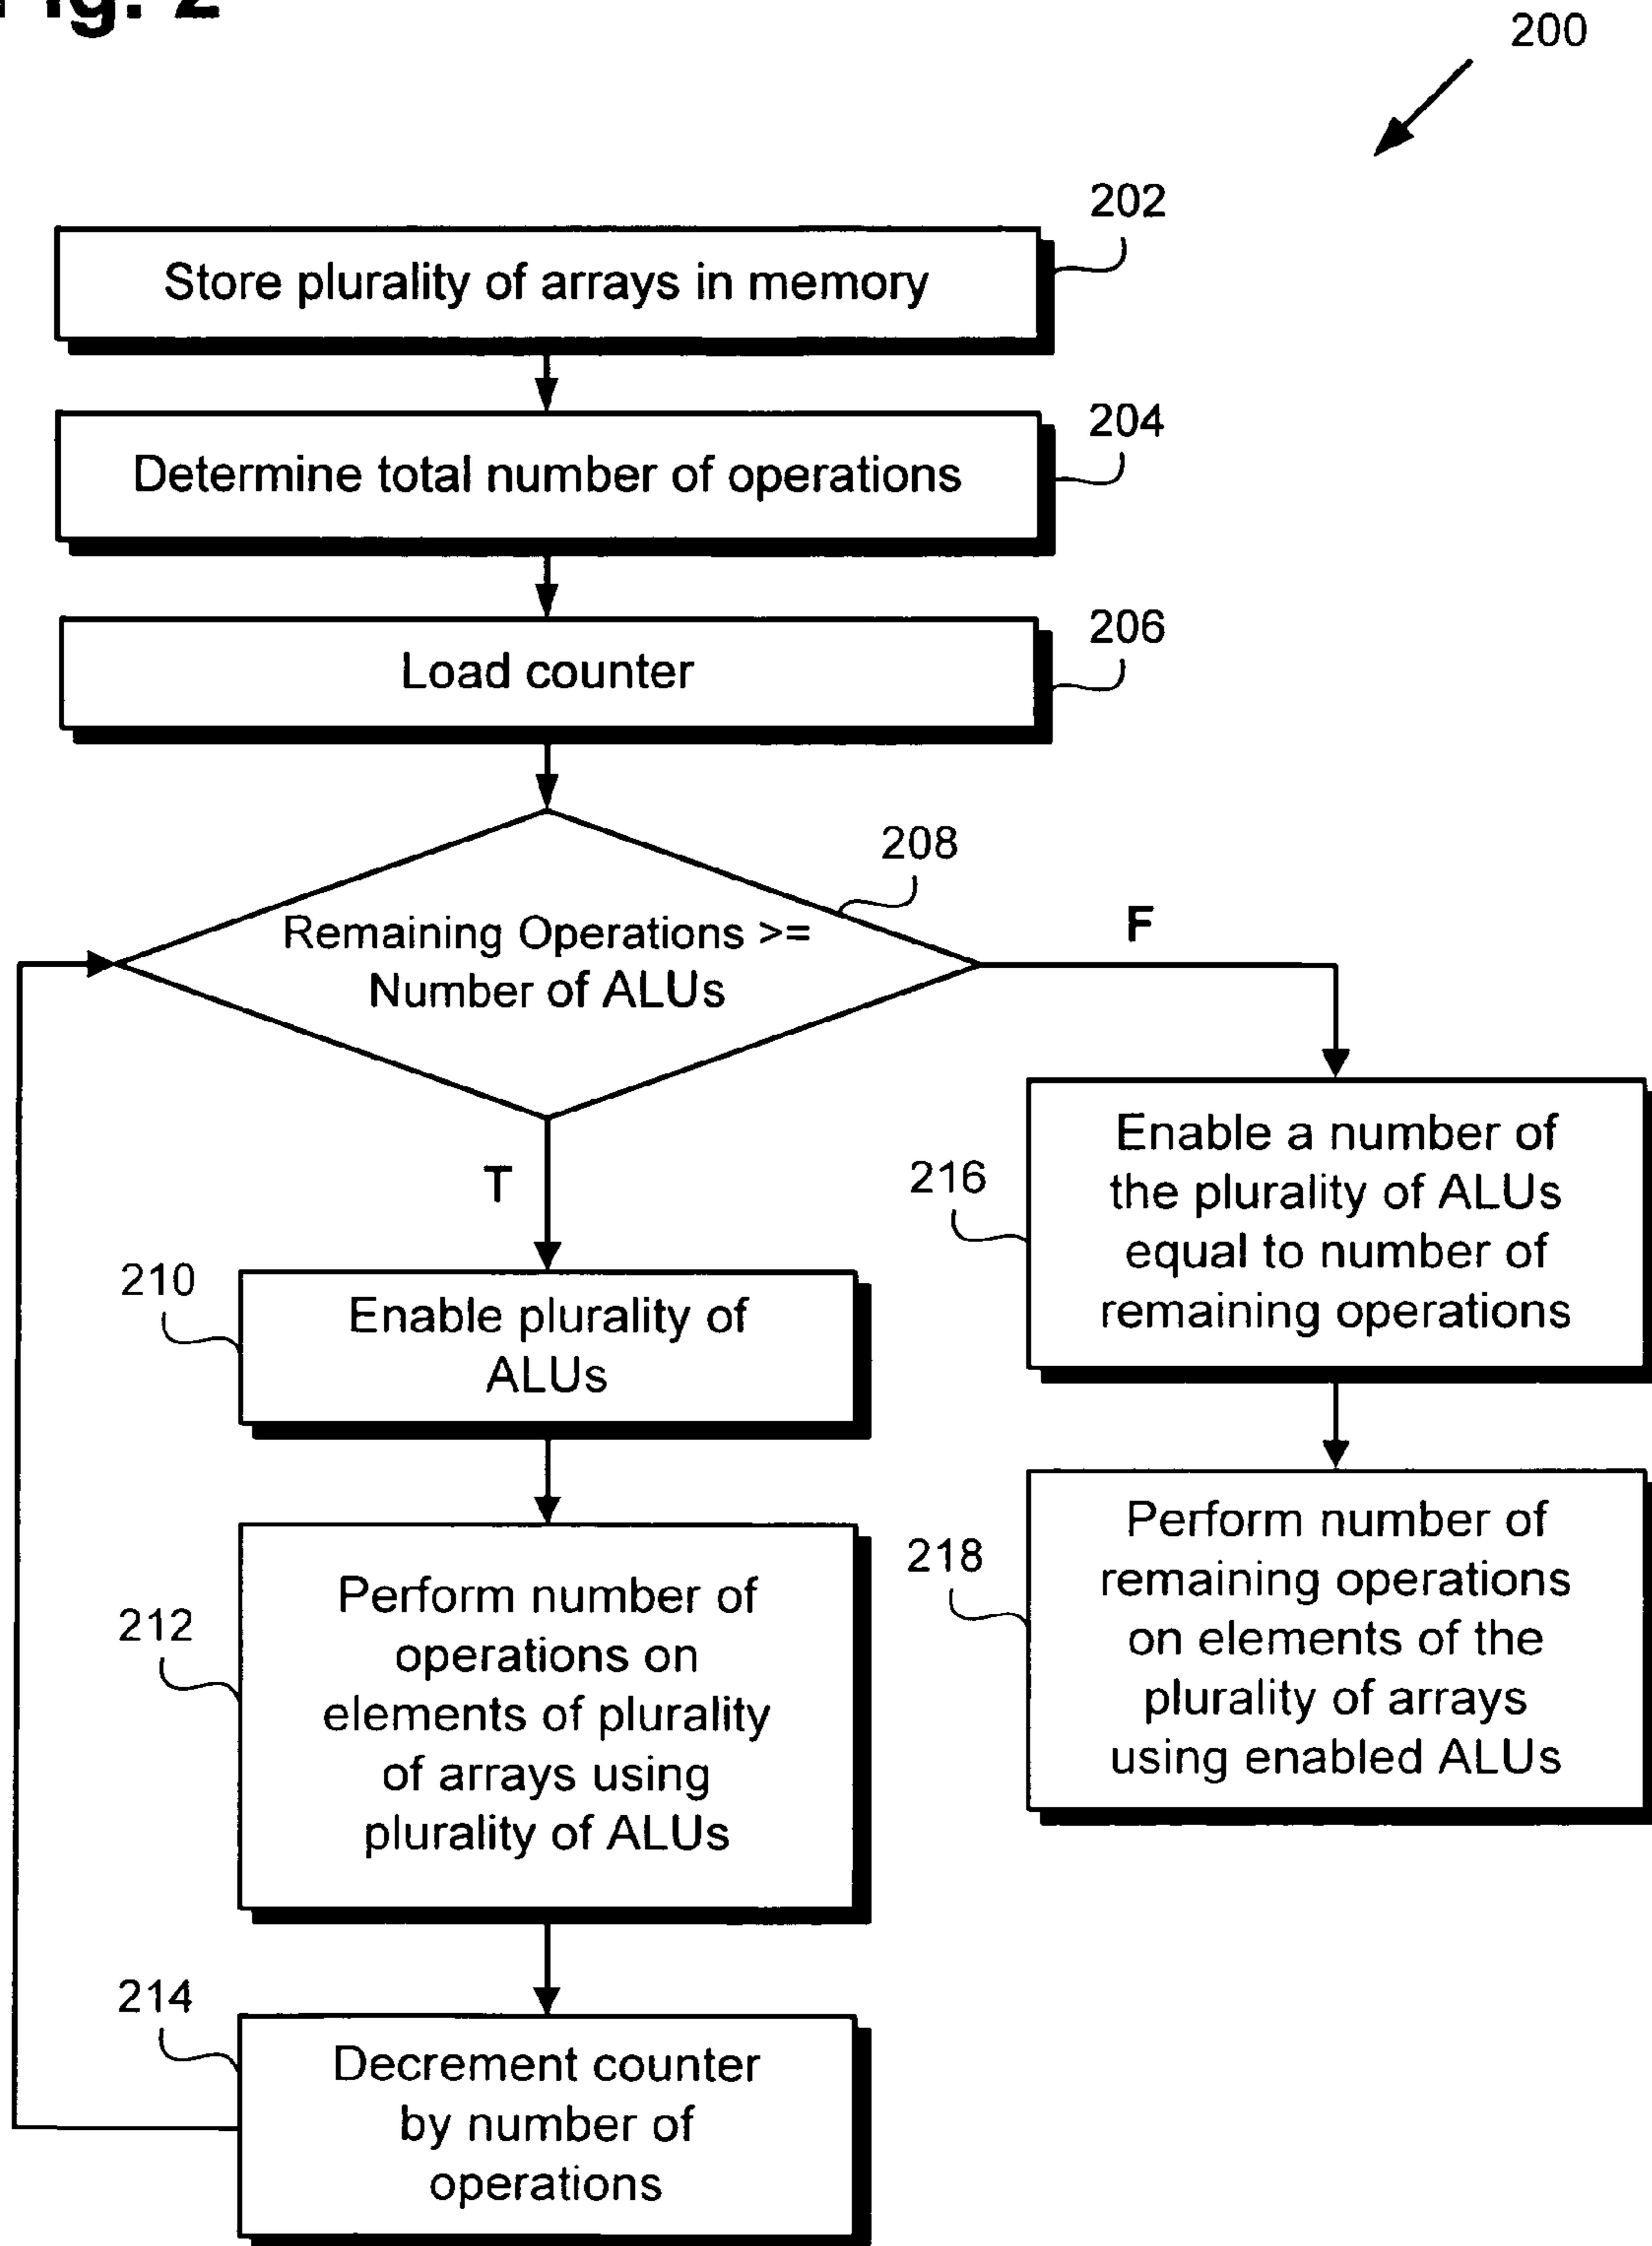 Fig. 2
200
202
Store plurality of arrays in memory
204
Determine total number of operations
206
Load counter
208
Remaining Operations >=
Number of ALUs
F
T
216
Enable a number of
the plurality of ALUs
equal to number of
remaining operations
210
Enable plurality of
ALUs
218
Perform number of
remaining operations
on elements of the
plurality of arrays
using enabled ALUs
212
Perform number of
operations on
elements of plurality
of arrays using
plurality of ALUs
214
Decrement counter
by number of
operations